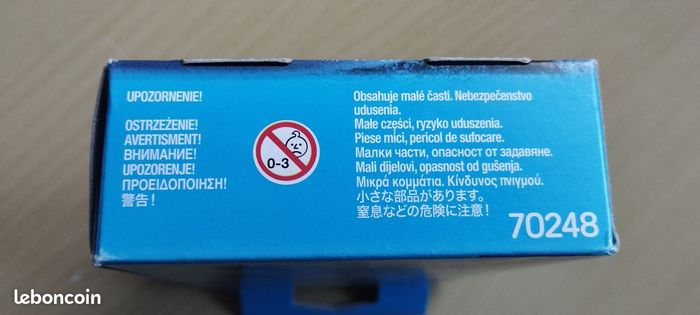 UPOZORNENIE!
OSTRZEŻENIE!
AVERTISMENT!
ВНИМАНИЕ!
UPOZORENJE!
ΠΡΟΕΙΔΟΠΟΙΗΣΗ!
警告!
0-3
Obsahuje malé časti. Nebezpečenstvo
udusenia.
Małe części, ryzyko uduszenia.
Piese mici, pericol de sufocare.
Малки части, опасност от задавяне.
Mali dijelovi, opasnost od gušenja.
Μικρά κομμάτια. Κίνδυνος πνιγμού.
小さな部品があります。
窒息などの危険に注意!
70248
leboncoin